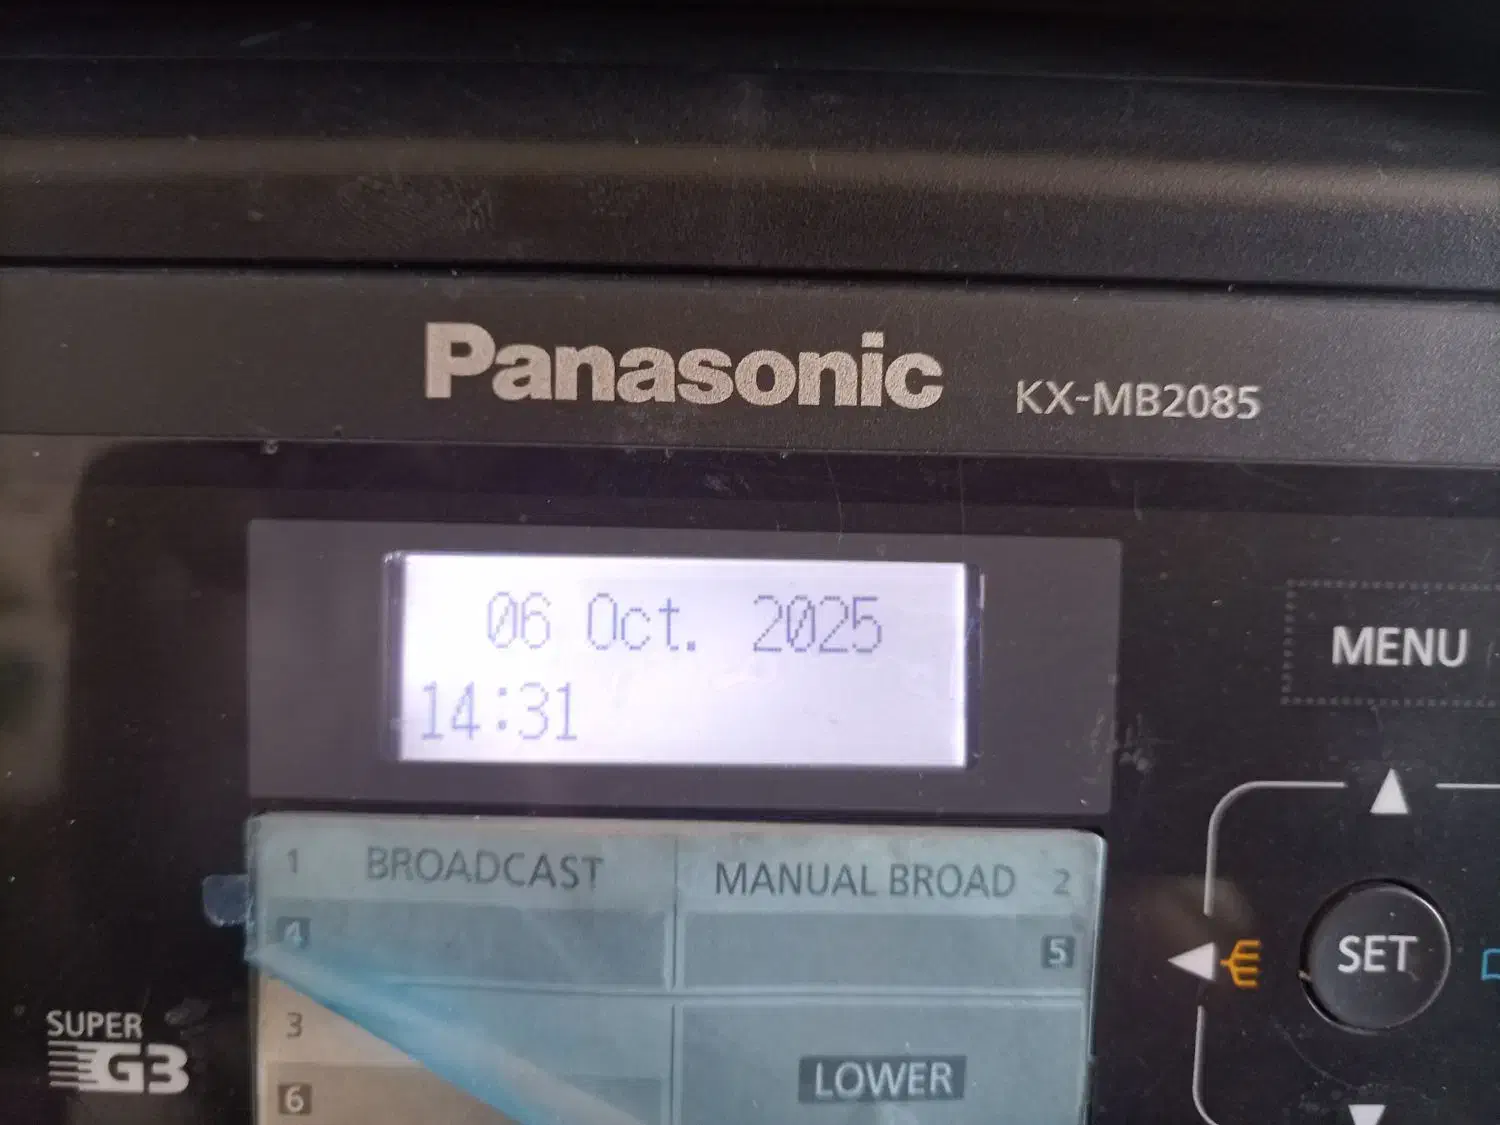 Panasonic KX-MB2085
06 Oct. 2025
14:31
MENU
1 BROADCAST MANUAL BROAD 2
4 5
SET
3
LOWER
6
SUPER
G3